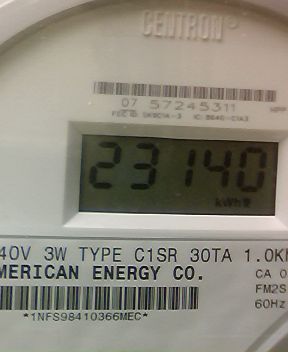 CENTRON®
07 57245311
23140
kWh
40V 3W TYPE C1SR 30TA 1.0K
MERICAN ENERGY CO.
CA 0
FM2S
60Hz
*1NFS98410366MEC*